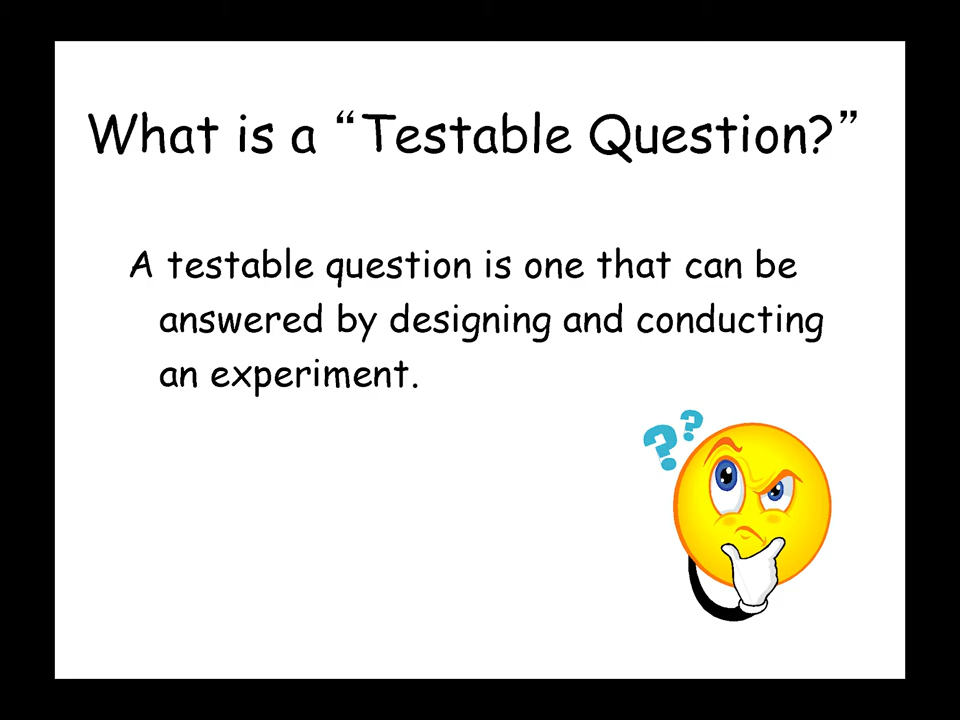 What is a “Testable Question?”
A testable question is one that can be
answered by designing and conducting
an experiment.
? ?